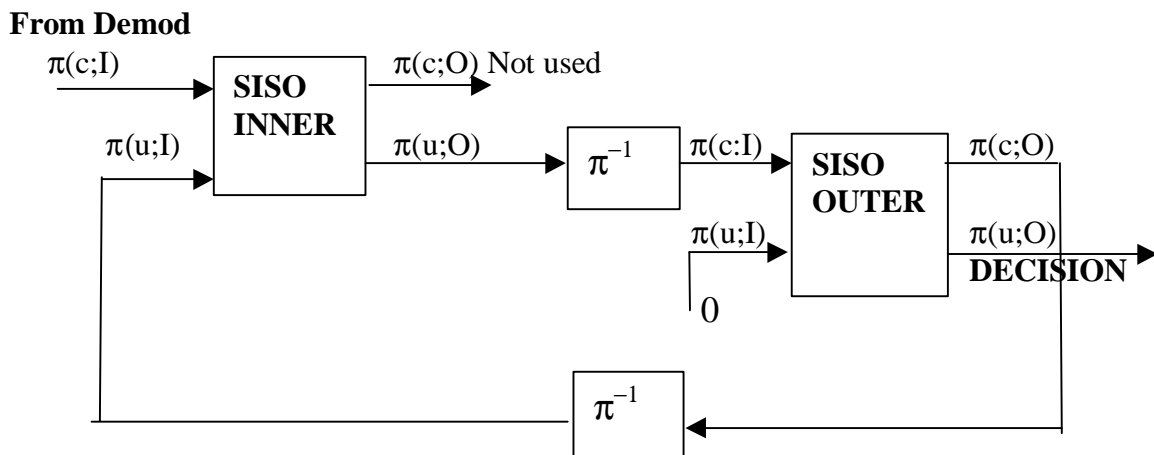 From Demod
π(c;I)
SISO
INNER
π(c;O) Not used
π(u;I)
π(u;O)
π⁻¹
π(c:I)
SISO
OUTER
π(c;O)
π(u;I)
π(u;O)
DECISION
0
π⁻¹